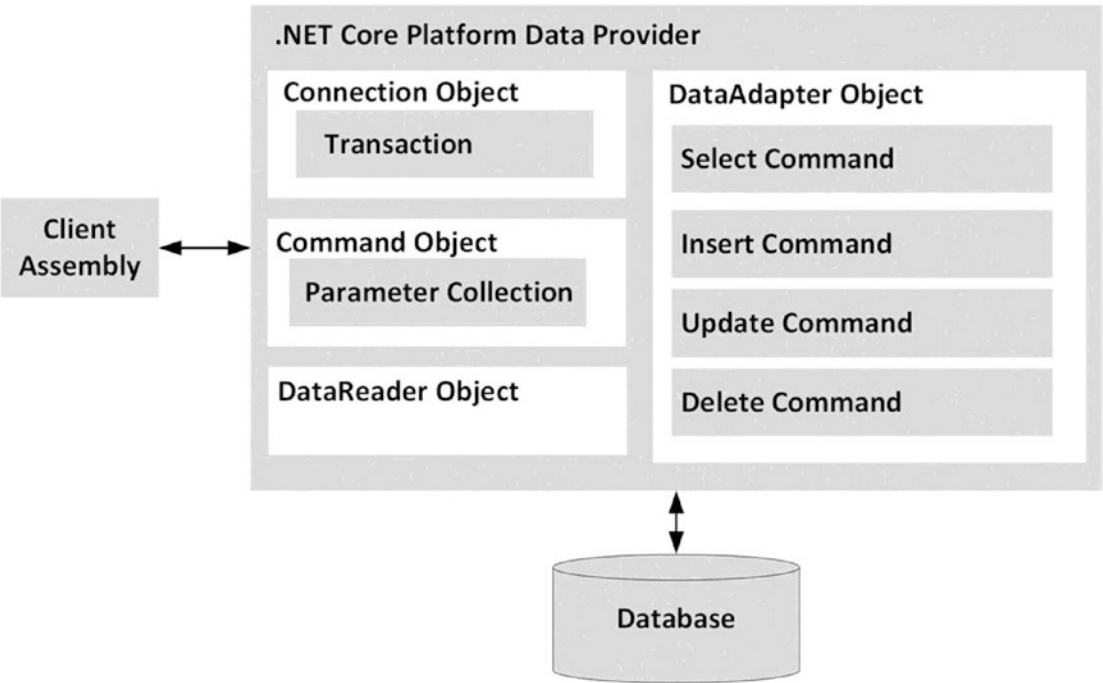 .NET Core Platform Data Provider
Connection Object
Transaction
Command Object
Parameter Collection
DataReader Object
DataAdapter Object
Select Command
Insert Command
Update Command
Delete Command
Client
Assembly
Database